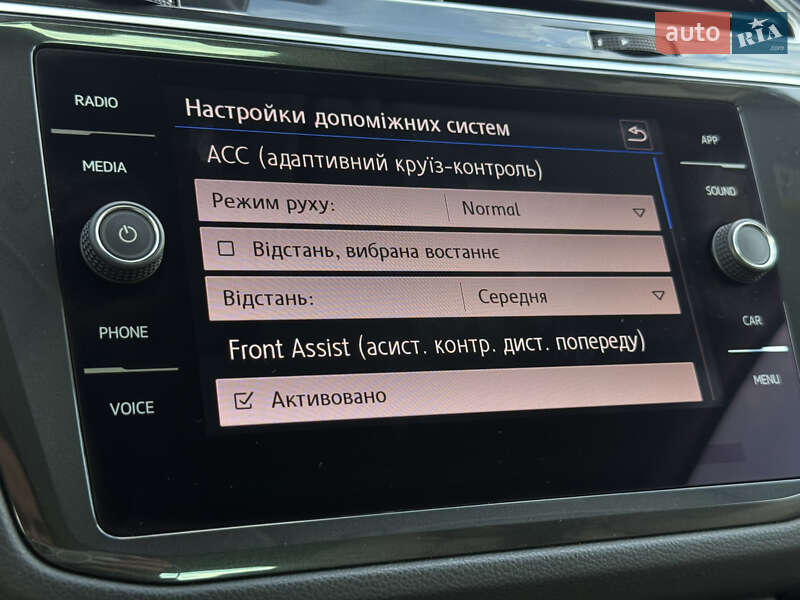 auto RIA.com
RADIO
MEDIA
PHONE
VOICE
Настройки допоміжних систем
ACC (адаптивний круїз-контроль)
Режим руху: Normal
Відстань, вибрана востаннє
Відстань: Середня
Front Assist (асист. контр. дист. попереду)
Активовано
APP
SOUND
CAR
MENU